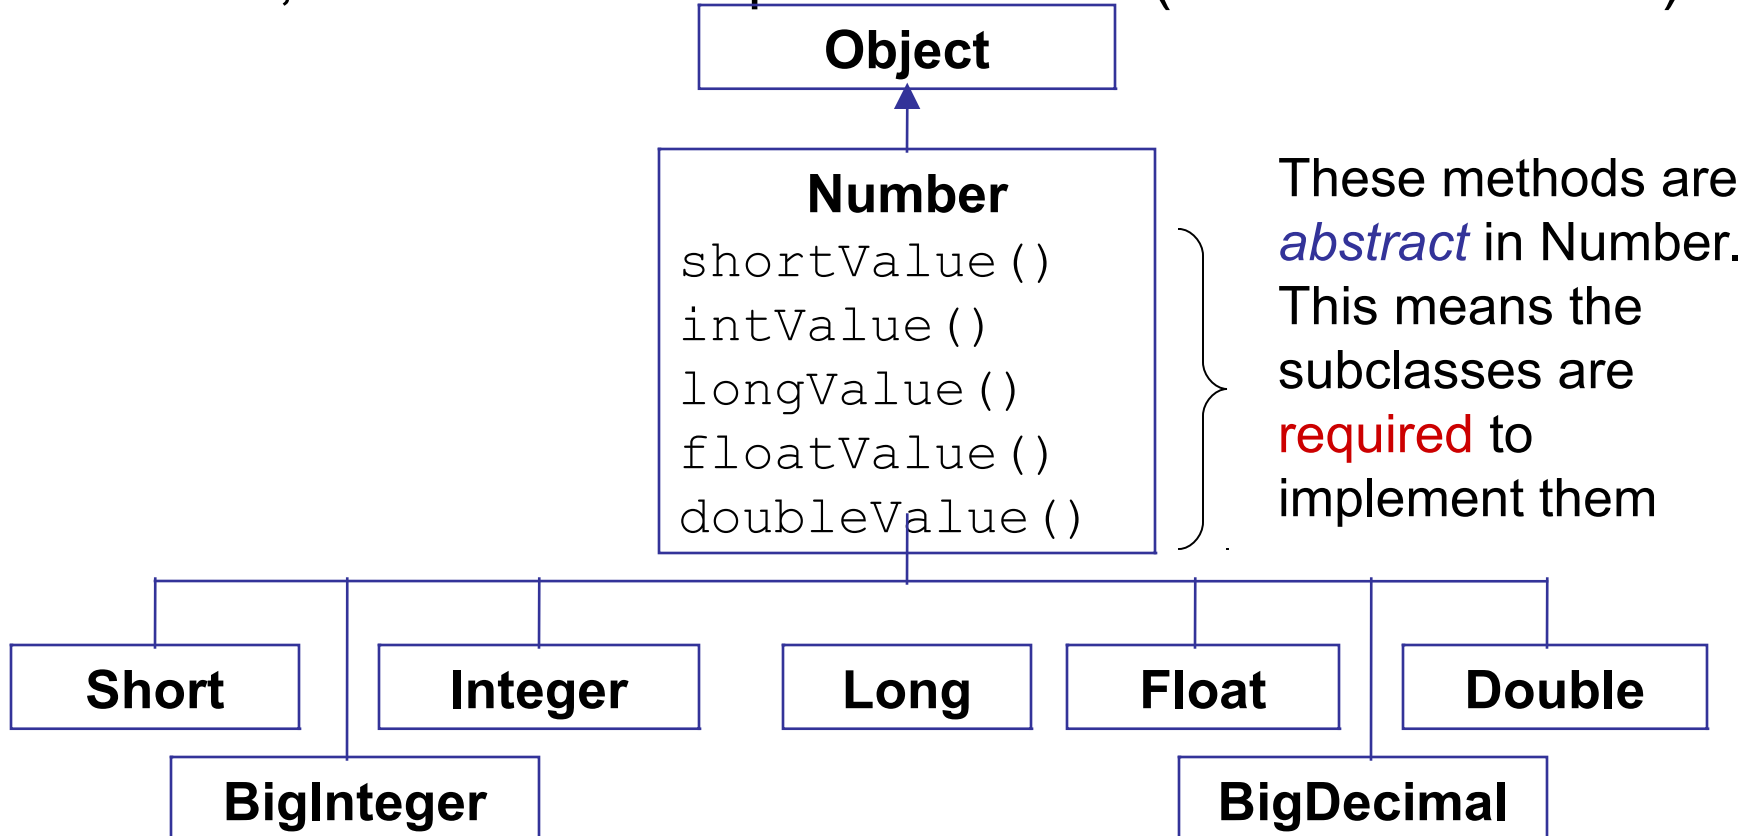 Object
Number
shortValue()
intValue()
longValue()
floatValue()
doubleValue()
These methods are
abstract in Number.
This means the
subclasses are
required to
implement them
Short
Integer
Long
Float
Double
BigInteger
BigDecimal